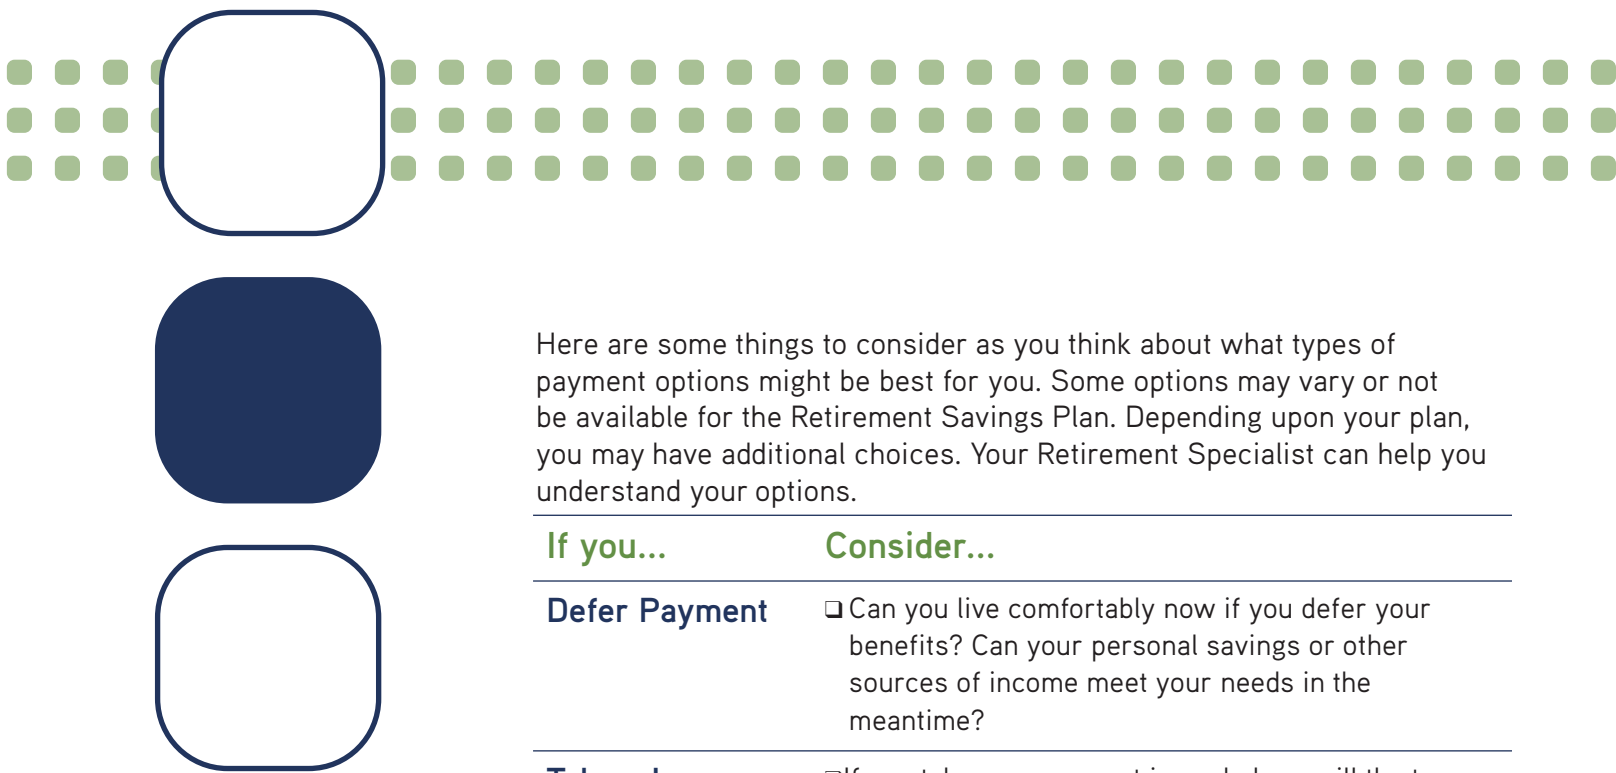 Here are some things to consider as you think about what types of
payment options might be best for you. Some options may vary or not
be available for the Retirement Savings Plan. Depending upon your plan,
you may have additional choices. Your Retirement Specialist can help you
understand your options.
If you... Consider...
Defer Payment ❑ Can you live comfortably now if you defer your
benefits? Can your personal savings or other
sources of income meet your needs in the
meantime?